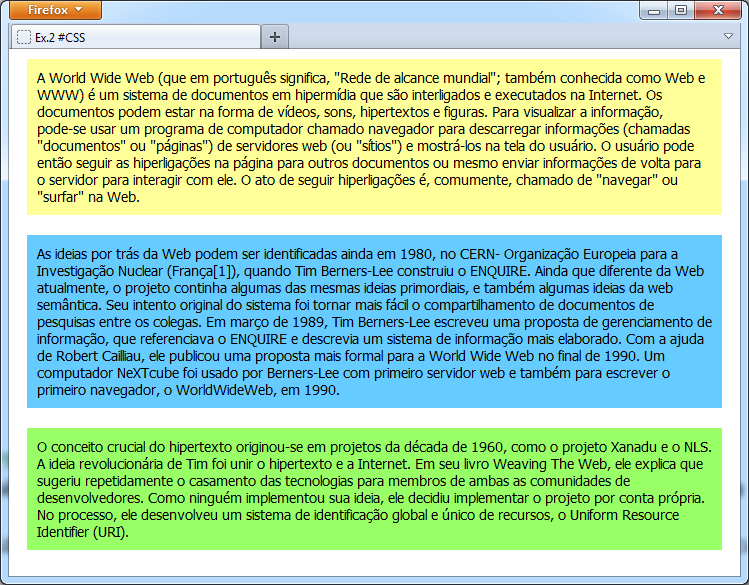 Firefox
Ex.2 #CSS
A World Wide Web (que em português significa, "Rede de alcance mundial"; também conhecida como Web e
WWW) é um sistema de documentos em hipermídia que são interligados e executados na Internet. Os
documentos podem estar na forma de vídeos, sons, hipertextos e figuras. Para visualizar a informação,
pode-se usar um programa de computador chamado navegador para descarregar informações (chamadas
"documentos" ou "páginas") de servidores web (ou "sítios") e mostrá-los na tela do usuário. O usuário pode
então seguir as hiperligações na página para outros documentos ou mesmo enviar informações de volta para
o servidor para interagir com ele. O ato de seguir hiperligações é, comumente, chamado de "navegar" ou
"surfar" na Web.
As ideias por trás da Web podem ser identificadas ainda em 1980, no CERN- Organização Europeia para a
Investigação Nuclear (França[1]), quando Tim Berners-Lee construiu o ENQUIRE. Ainda que diferente da Web
atualmente, o projeto continha algumas das mesmas ideias primordiais, e também algumas ideias da web
semântica. Seu intento original do sistema foi tornar mais fácil o compartilhamento de documentos de
pesquisas entre os colegas. Em março de 1989, Tim Berners-Lee escreveu uma proposta de gerenciamento de
informação, que referenciava o ENQUIRE e descrevia um sistema de informação mais elaborado. Com a ajuda
de Robert Cailliau, ele publicou uma proposta mais formal para a World Wide Web no final de 1990. Um
computador NeXTcube foi usado por Berners-Lee com primeiro servidor web e também para escrever o
primeiro navegador, o WorldWideWeb, em 1990.
O conceito crucial do hipertexto originou-se em projetos da década de 1960, como o projeto Xanadu e o NLS.
A ideia revolucionária de Tim foi unir o hipertexto e a Internet. Em seu livro Weaving The Web, ele explica que
sugeriu repetidamente o casamento das tecnologias para membros de ambas as comunidades de
desenvolvedores. Como ninguém implementou sua ideia, ele decidiu implementar o projeto por conta própria.
No processo, ele desenvolveu um sistema de identificação global e único de recursos, o Uniform Resource
Identifier (URI).